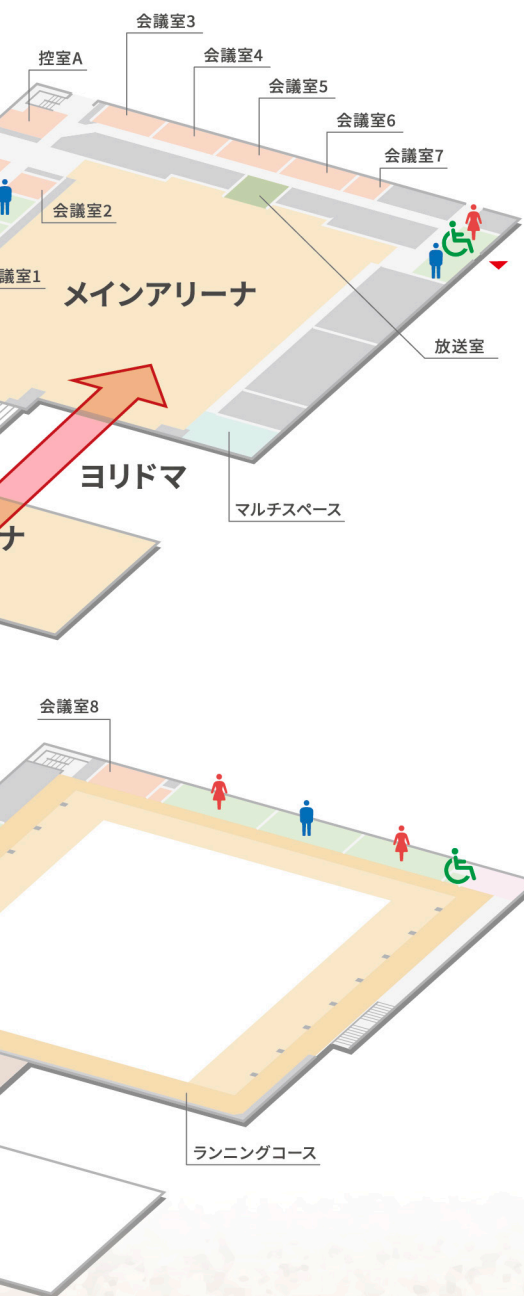 会議室3
控室A
会議室4
会議室5
会議室6
会議室7
会議室2
議室1
メインアリーナ
放送室
ヨリドマ
マルチスペース
ナ
会議室8
ランニングコース